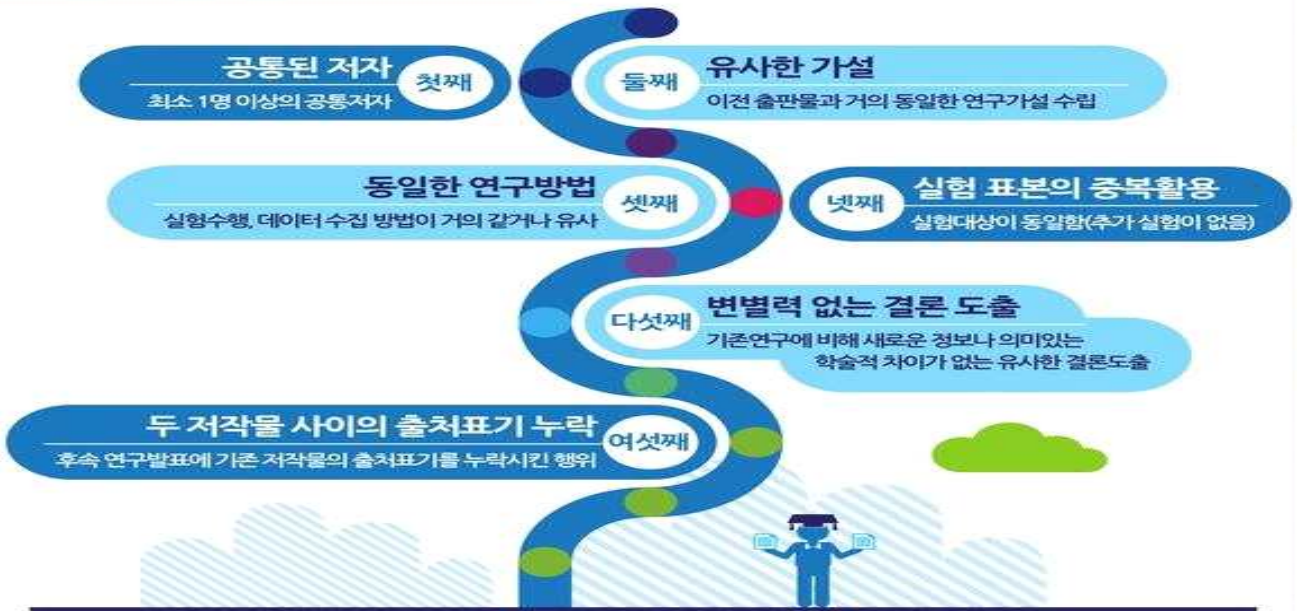 첫째
공통된 저자
최소 1명 이상의 공통저자
둘째
유사한 가설
이전 출판물과 거의 동일한 연구가설 수립
셋째
동일한 연구방법
실험수행, 데이터 수집 방법이 거의 같거나 유사
넷째
실험 표본의 중복활용
실험대상이 동일함(추가 실험이 없음)
다섯째
변별력 없는 결론 도출
기존연구에 비해 새로운 정보나 의미있는
학술적 차이가 없는 유사한 결론도출
여섯째
두 저작물 사이의 출처표기 누락
후속 연구발표에 기존 저작물의 출처표기를 누락시킨 행위